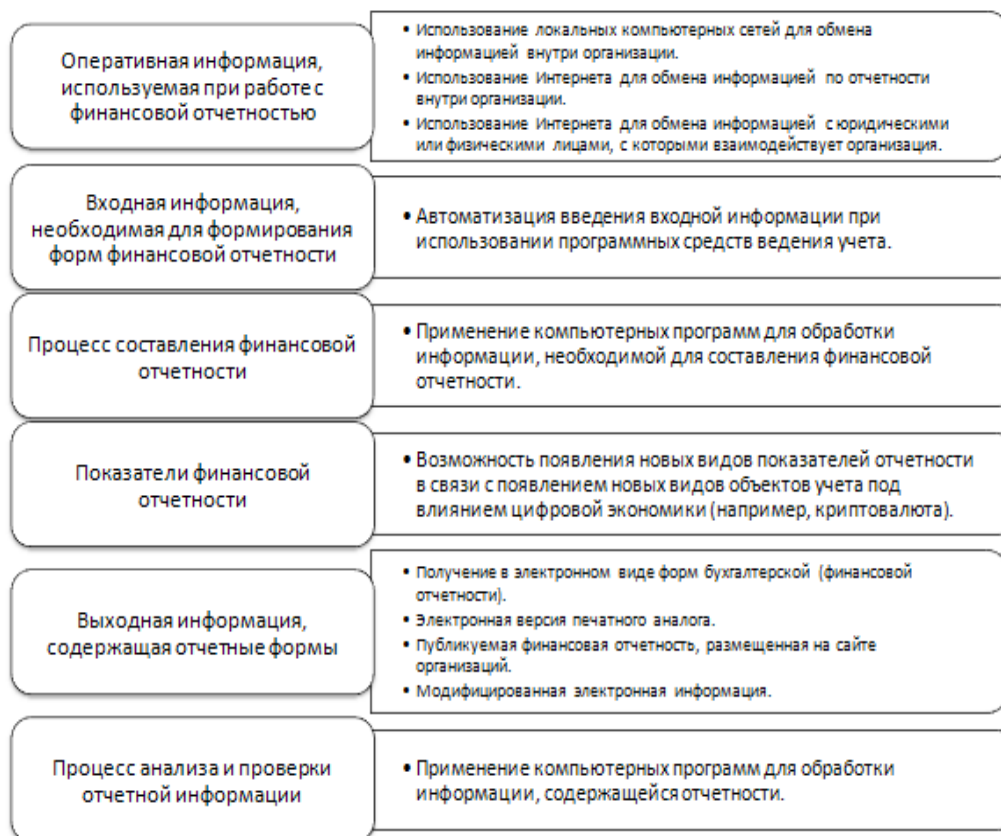 Оперативная информация,
используемая при работе с
финансовой отчетностью
• Использование локальных компьютерных сетей для обмена
информацией внутри организации.
• Использование Интернета для обмена информацией по отчетности
внутри организации.
• Использование Интернета для обмена информацией с юридическими
или физическими лицами, с которыми взаимодействует организация.
Входная информация,
необходимая для формирования
форм финансовой отчетности
• Автоматизация введения входной информации при
использовании программных средств ведения учета.
Процесс составления финансовой
отчетности
• Применение компьютерных программ для обработки
информации, необходимой для составления финансовой
отчетности.
Показатели финансовой
отчетности
• Возможность появления новых видов показателей отчетности
в связи с появлением новых видов объектов учета под
влиянием цифровой экономики (например, криптовалюта).
Выходная информация,
содержащая отчетные формы
• Получение в электронном виде форм бухгалтерской (финансовой
отчетности).
• Электронная версия печатного аналога.
• Публикуемая финансовая отчетность, размещенная на сайте
организаций.
• Модифицированная электронная информация.
Процесс анализа и проверки
отчетной информации
• Применение компьютерных программ для обработки
информации, содержащейся отчетности.